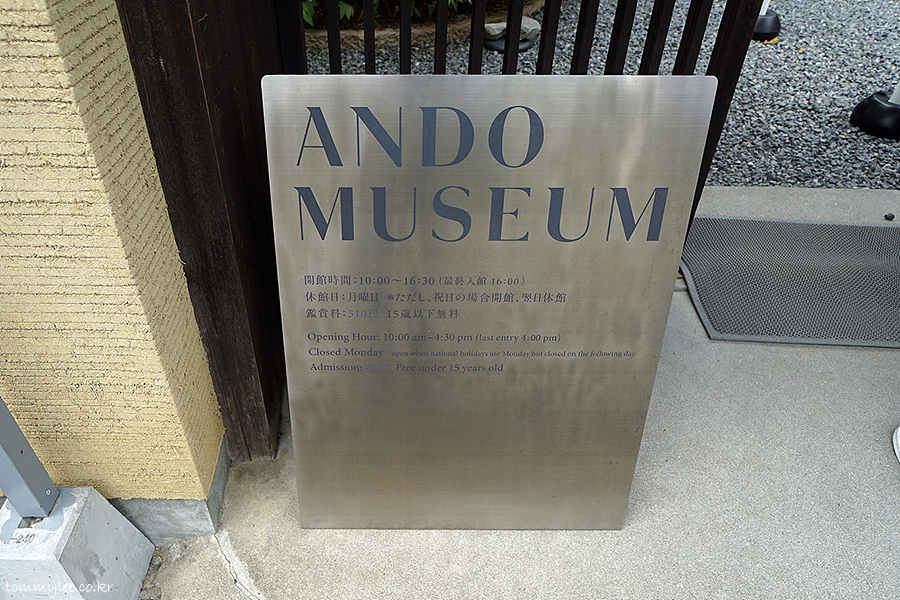 ANDO
MUSEUM
開館時間：10:00～16:30（最終入館 16:00）
休館日：月曜日 ＊ただし、祝日の場合開館、翌日休館
鑑賞料：510円 15歳以下無料
Opening Hour: 10:00 am – 4:30 pm (last entry 4:00 pm)
Closed Monday *open when national holidays are Monday but closed on the following day
Admission: Free under 15 years old
-240
tommylee.co.kr